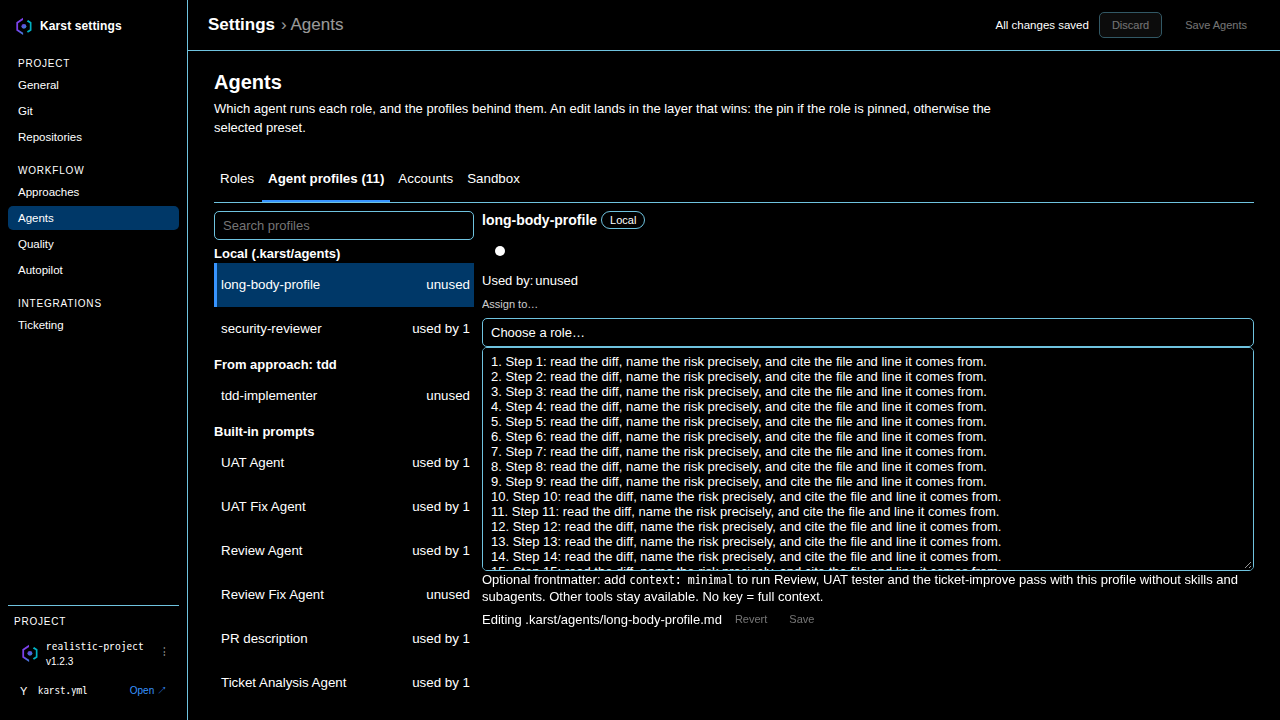 Karst settings
PROJECT
General
Git
Repositories
WORKFLOW
Approaches
Agents
Quality
Autopilot
INTEGRATIONS
Ticketing
PROJECT
realistic-project
v1.2.3
Y karst.yml Open ↗
Settings › Agents
All changes saved Discard Save Agents
Agents
Which agent runs each role, and the profiles behind them. An edit lands in the layer that wins: the pin if the role is pinned, otherwise the
selected preset.
Roles Agent profiles (11) Accounts Sandbox
Search profiles
Local (.karst/agents)
long-body-profile unused
security-reviewer used by 1
From approach: tdd
tdd-implementer unused
Built-in prompts
UAT Agent used by 1
UAT Fix Agent used by 1
Review Agent used by 1
Review Fix Agent unused
PR description used by 1
Ticket Analysis Agent used by 1
long-body-profile Local
Used by: unused
Assign to…
Choose a role…
1. Step 1: read the diff, name the risk precisely, and cite the file and line it comes from.
2. Step 2: read the diff, name the risk precisely, and cite the file and line it comes from.
3. Step 3: read the diff, name the risk precisely, and cite the file and line it comes from.
4. Step 4: read the diff, name the risk precisely, and cite the file and line it comes from.
5. Step 5: read the diff, name the risk precisely, and cite the file and line it comes from.
6. Step 6: read the diff, name the risk precisely, and cite the file and line it comes from.
7. Step 7: read the diff, name the risk precisely, and cite the file and line it comes from.
8. Step 8: read the diff, name the risk precisely, and cite the file and line it comes from.
9. Step 9: read the diff, name the risk precisely, and cite the file and line it comes from.
10. Step 10: read the diff, name the risk precisely, and cite the file and line it comes from.
11. Step 11: read the diff, name the risk precisely, and cite the file and line it comes from.
12. Step 12: read the diff, name the risk precisely, and cite the file and line it comes from.
13. Step 13: read the diff, name the risk precisely, and cite the file and line it comes from.
14. Step 14: read the diff, name the risk precisely, and cite the file and line it comes from.
15. Step 15: read the diff, name the risk precisely, and cite the file and line it comes from.
Optional frontmatter: add context: minimal to run Review, UAT tester and the ticket-improve pass with this profile without skills and
subagents. Other tools stay available. No key = full context.
Editing .karst/agents/long-body-profile.md Revert Save